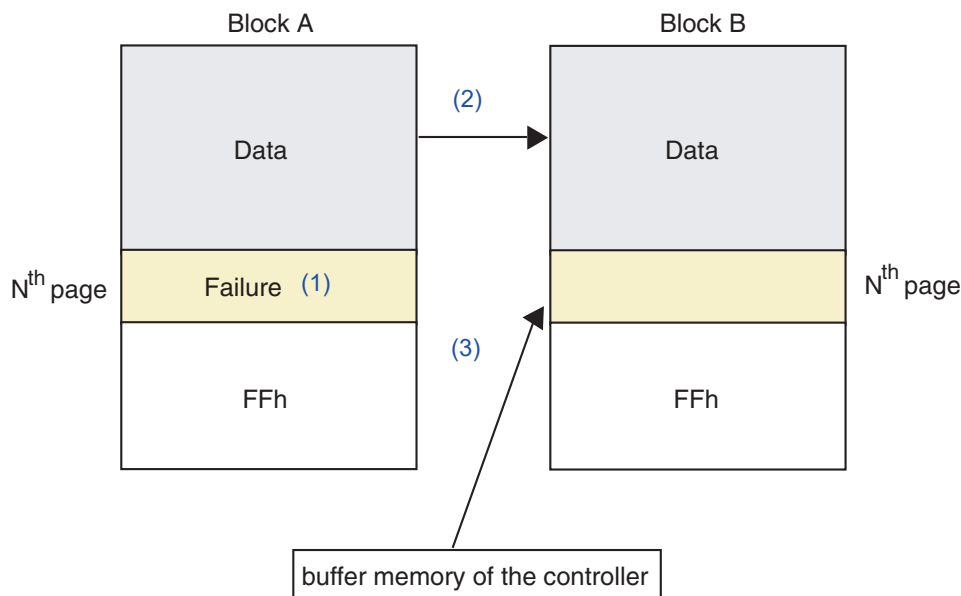 Block A
Block B
(2)
Data
Data
Nth page
Failure (1)
Nth page
(3)
FFh
FFh
buffer memory of the controller